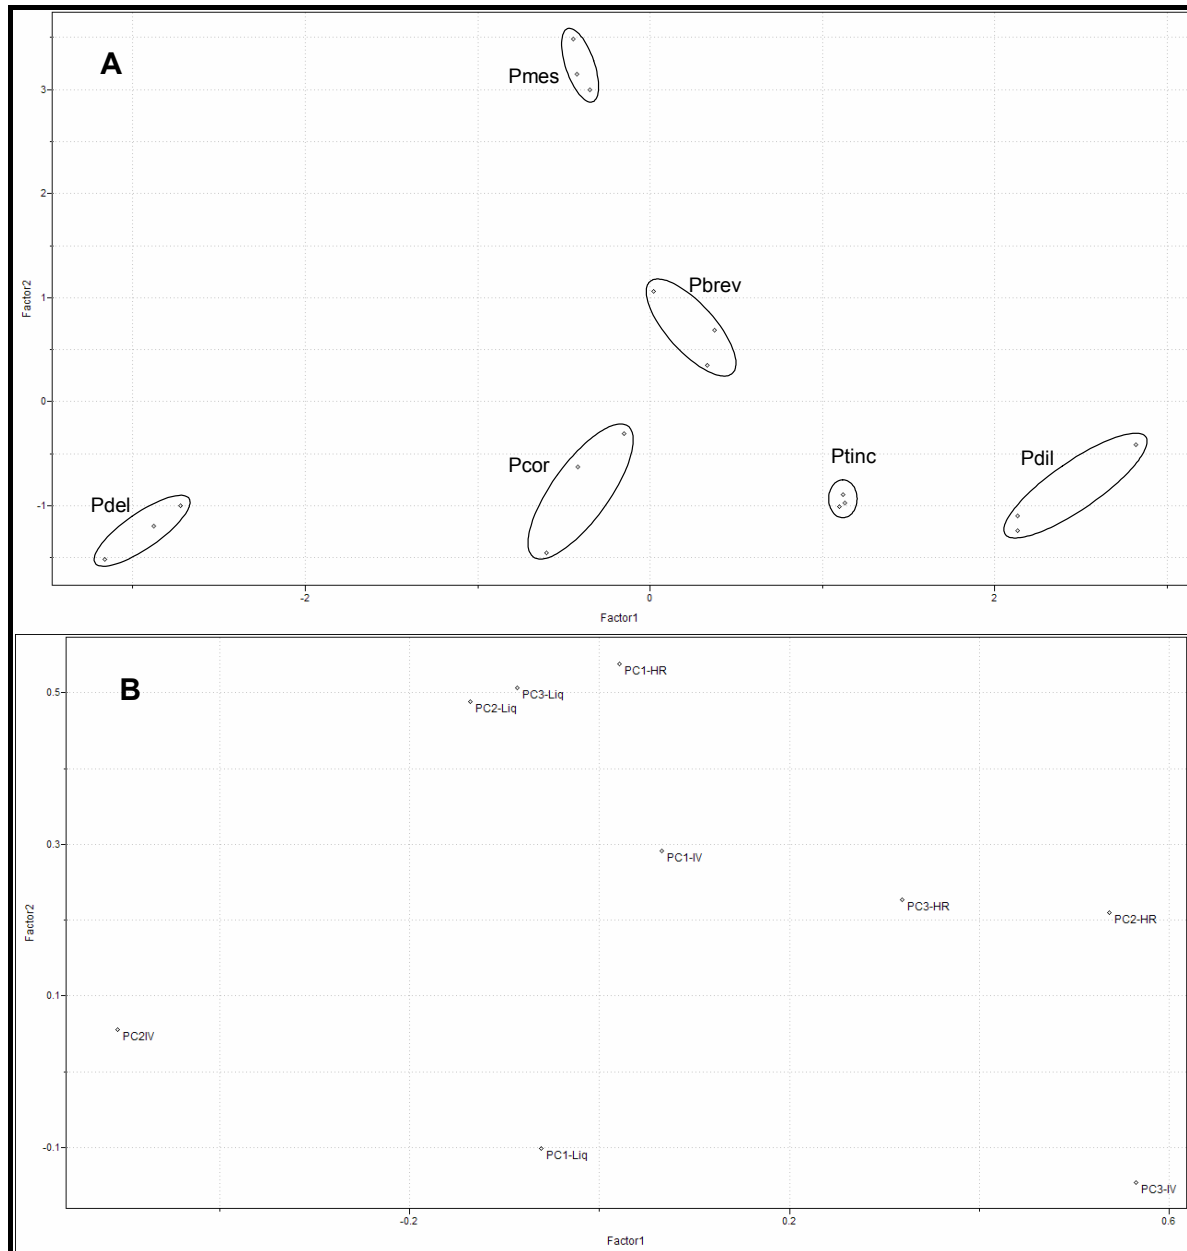 A
Pmes
3
2
Pbrev
1
Factor2
0
Pcor
Ptinc
Pdil
Pdel
-1
-2
0
2
Factor1
B
PC1-HR
0.5
PC3-Liq
PC2-Liq
0.3
PC1-IV
PC3-HR
PC2-HR
Factor2
0.1
PC2IV
-0.1
PC1-Liq
PC3-IV
-0.2
0.2
0.6
Factor1